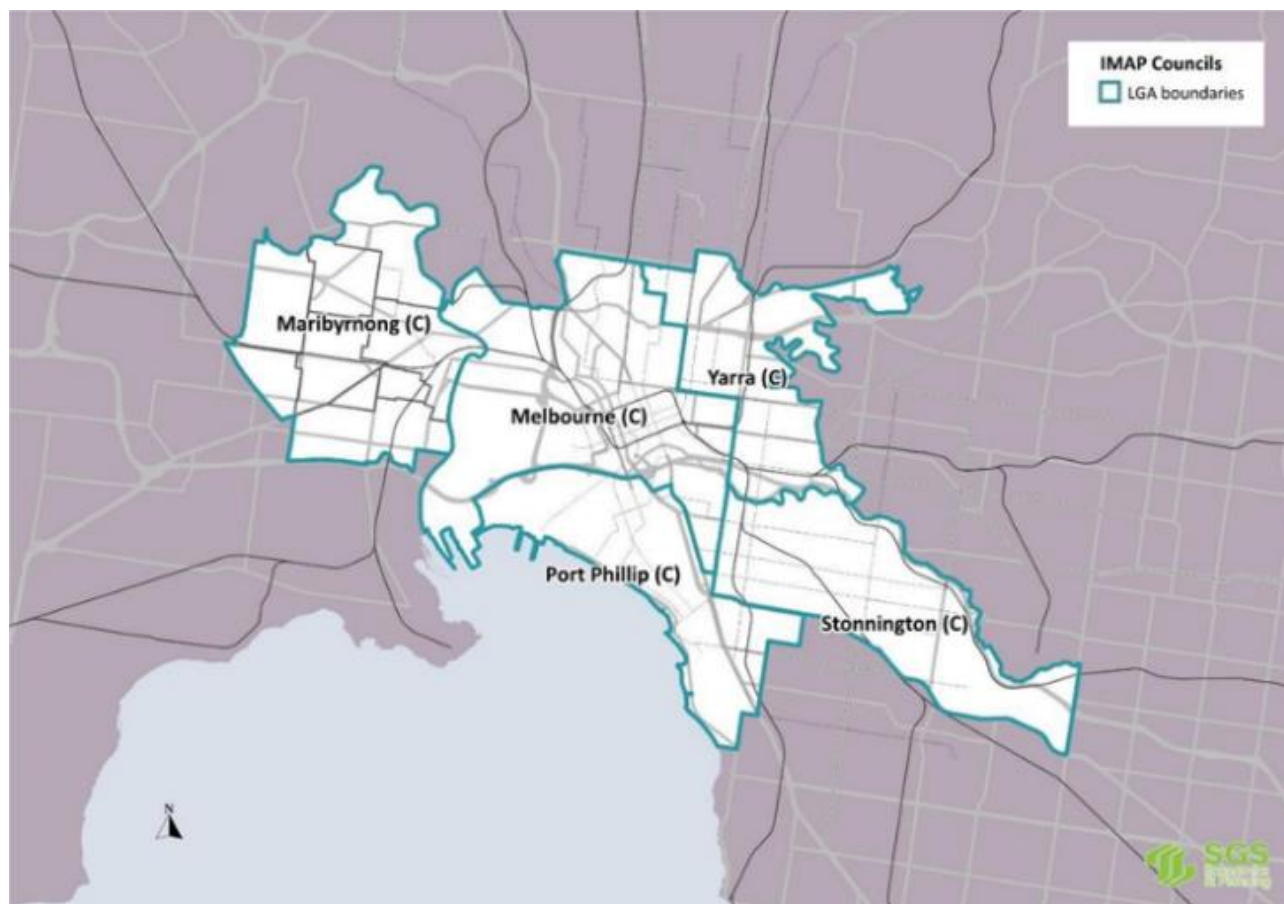 IMAP Councils
LGA boundaries
Maribyrnong (C)
Yarra (C)
Melbourne (C)
Port Phillip (C)
Stonnington (C)
N
SGS